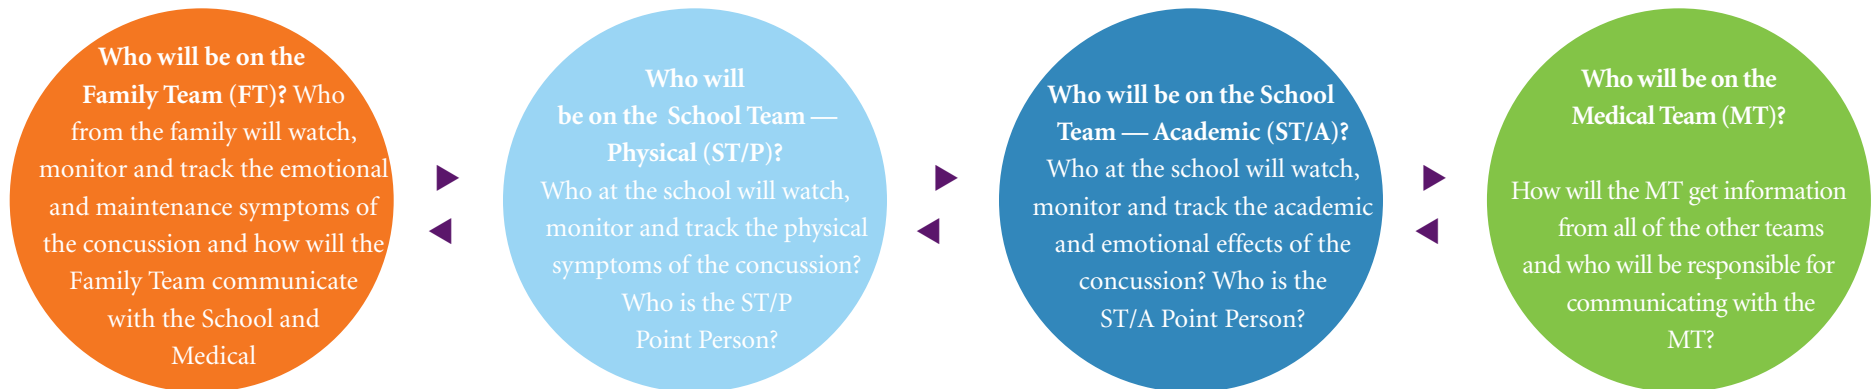 Who will be on the
Family Team (FT)? Who
from the family will watch,
monitor and track the emotional
and maintenance symptoms of
the concussion and how will the
Family Team communicate
with the School and
Medical
Who will
be on the School Team —
Physical (ST/P)?
Who at the school will watch,
monitor and track the physical
symptoms of the concussion?
Who is the ST/P
Point Person?
Who will be on the School
Team — Academic (ST/A)?
Who at the school will watch,
monitor and track the academic
and emotional effects of the
concussion? Who is the
ST/A Point Person?
Who will be on the
Medical Team (MT)?
How will the MT get information
from all of the other teams
and who will be responsible for
communicating with the
MT?